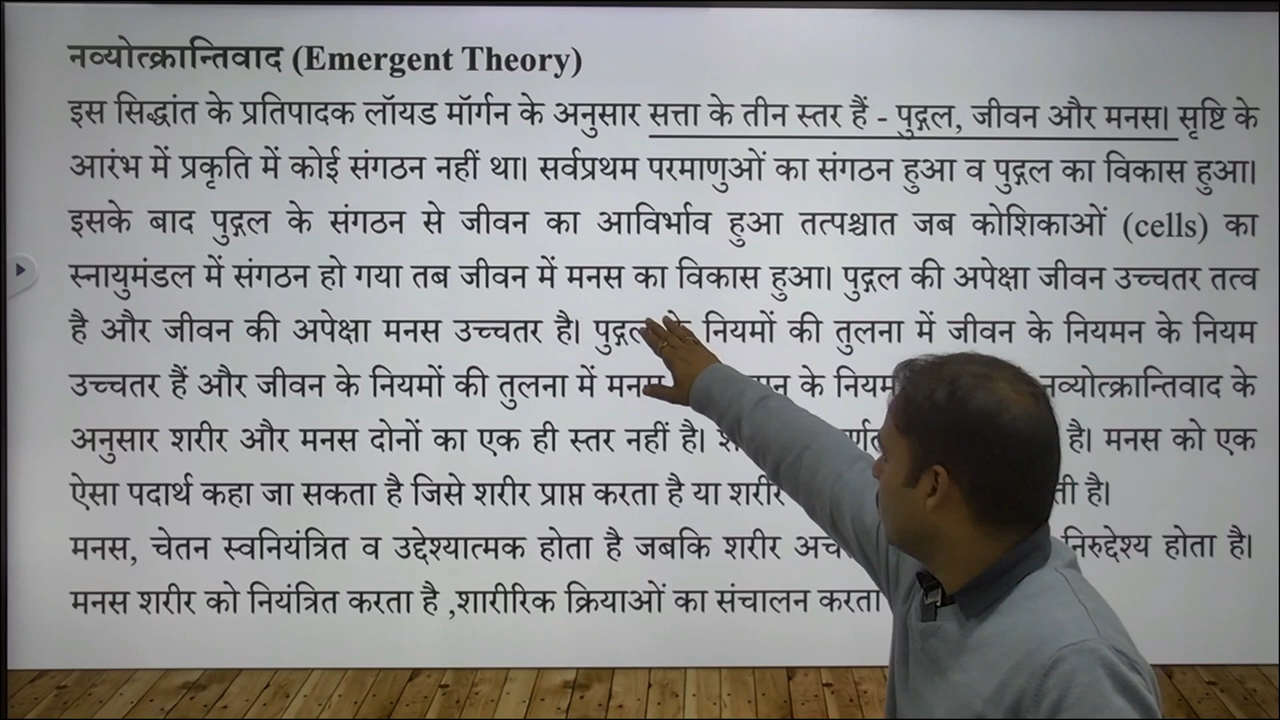 नव्योत्क्रान्तिवाद (Emergent Theory)
इस सिद्धांत के प्रतिपादक लॉयड मॉर्गन के अनुसार सत्ता के तीन स्तर हैं - पुद्गल, जीवन और मनस। सृष्टि के
आरंभ में प्रकृति में कोई संगठन नहीं था। सर्वप्रथम परमाणुओं का संगठन हुआ व पुद्गल का विकास हुआ।
इसके बाद पुद्गल के संगठन से जीवन का आविर्भाव हुआ तत्पश्चात जब कोशिकाओं (cells) का
स्नायुमंडल में संगठन हो गया तब जीवन में मनस का विकास हुआ। पुद्गल की अपेक्षा जीवन उच्चतर तत्व
है और जीवन की अपेक्षा मनस उच्चतर है। पुद्गल के नियमों की तुलना में जीवन के नियमन के नियम
उच्चतर हैं और जीवन के नियमों की तुलना में के नियम नव्योत्क्रान्तिवाद के
अनुसार शरीर और मनस दोनों का एक ही स्तर नहीं है। है। मनस को एक
ऐसा पदार्थ कहा जा सकता है जिसे शरीर प्राप्त करता है या शरीर है।
मनस, चेतन स्वनियंत्रित व उद्देश्यात्मक होता है जबकि शरीर निरुद्देश्य होता है।
मनस शरीर को नियंत्रित करता है ,शारीरिक क्रियाओं का संचालन करता